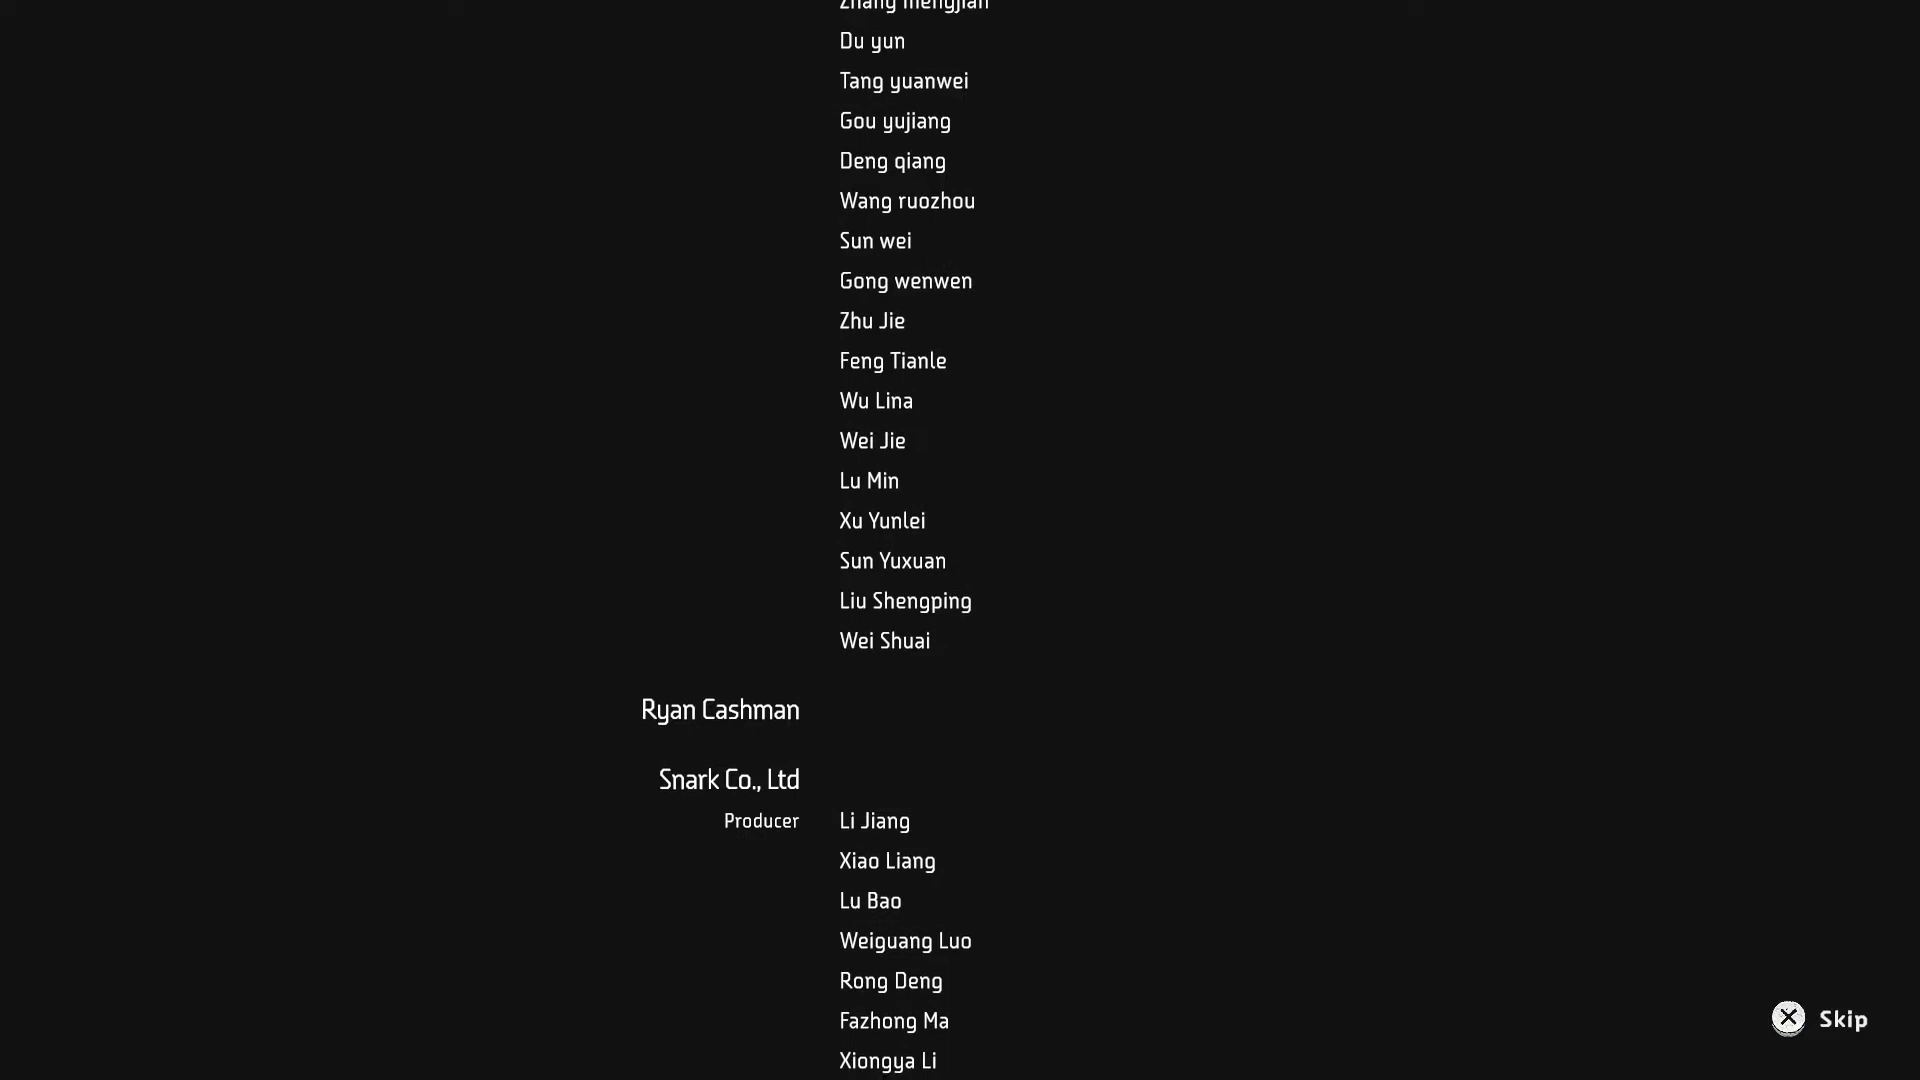 Zhang mengjian
Du yun
Tang yuanwei
Gou yujiang
Deng qiang
Wang ruozhou
Sun wei
Gong wenwen
Zhu Jie
Feng Tianle
Wu Lina
Wei Jie
Lu Min
Xu Yunlei
Sun Yuxuan
Liu Shengping
Wei Shuai
Ryan Cashman
Snark Co., Ltd
Producer Li Jiang
Xiao Liang
Lu Bao
Weiguang Luo
Rong Deng
Fazhong Ma
Xiongya Li
Skip